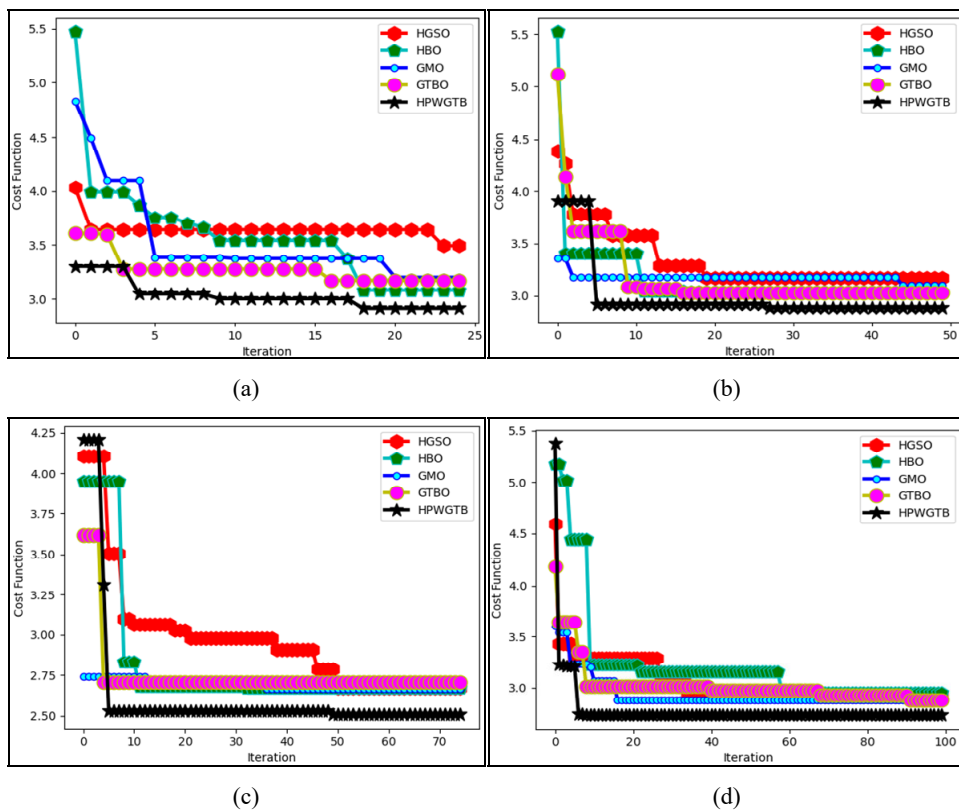 HGSO
HBO
GMO
GTBO
HPWGTB
5.5
5.0
4.5
4.0
3.5
3.0
Cost Function
0 5 10 15 20 25
Iteration
(a)
HGSO
HBO
GMO
GTBO
HPWGTB
5.5
5.0
4.5
4.0
3.5
3.0
Cost Function
0 10 20 30 40 50
Iteration
(b)
HGSO
HBO
GMO
GTBO
HPWGTB
4.25
4.00
3.75
3.50
3.25
3.00
2.75
2.50
Cost Function
0 10 20 30 40 50 60 70
Iteration
(c)
HGSO
HBO
GMO
GTBO
HPWGTB
5.5
5.0
4.5
4.0
3.5
3.0
Cost Function
0 20 40 60 80 100
Iteration
(d)